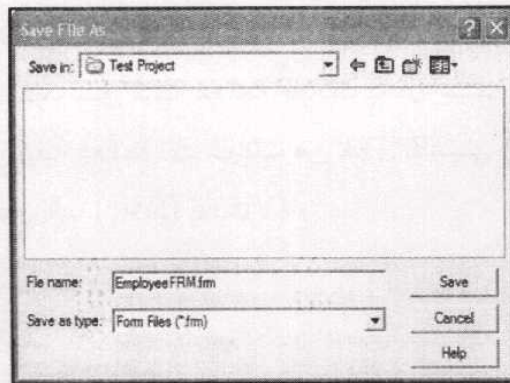 Save File As
Save in: Test Project
File name: EmployeeFRM.frm Save
Save as type: Form Files (*.frm) Cancel
Help